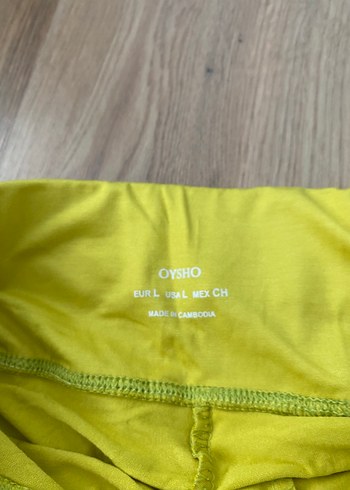 OYSHO
EUR L USA L MEX CH
MADE IN CAMBODIA